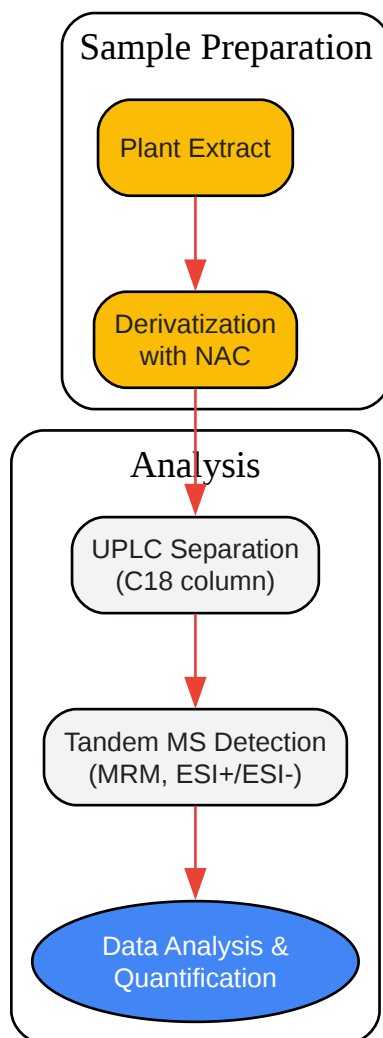 Sample Preparation
Plant Extract
Derivatization
with NAC
Analysis
UPLC Separation
(C18 column)
Tandem MS Detection
(MRM, ESI+/ESI-)
Data Analysis &
Quantification